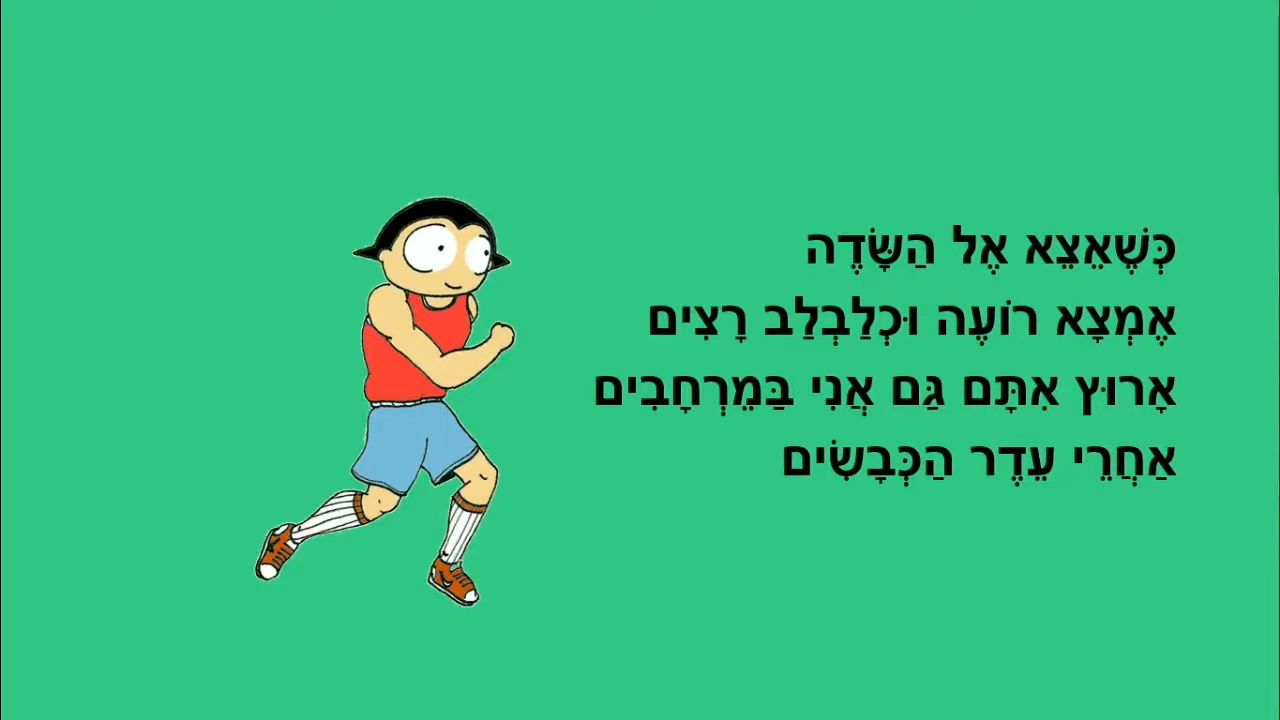 כְּשֶׁאֵצֵא אֶל הַשָּׂדֶה
אֶמְצָא רוֹעֶה וּכְלַבְלַב רָצִים
אָרוּץ אִתָּם גַּם אֲנִי בַּמֵּרְחָבִים
אַחֲרֵי עֵדֶר הַכְּבָשִׂים